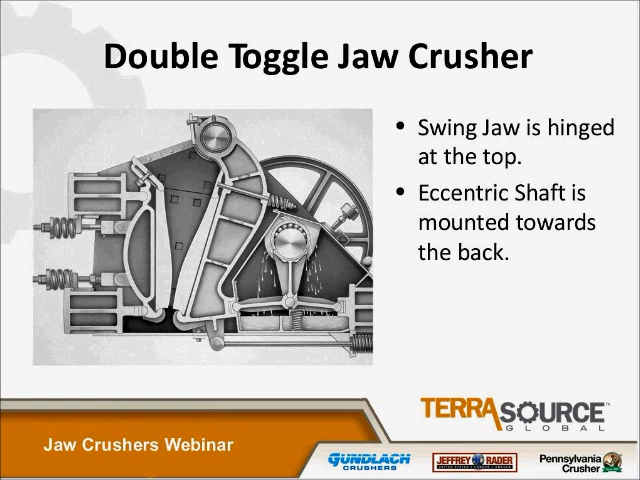 Double Toggle Jaw Crusher
• Swing Jaw is hinged
at the top.
• Eccentric Shaft is
mounted towards
the back.
TERRASOURCE™
GLOBAL
Jaw Crushers Webinar
GUNDLACH
CRUSHERS
JEFFREY RADER
Pennsylvania
Crusher